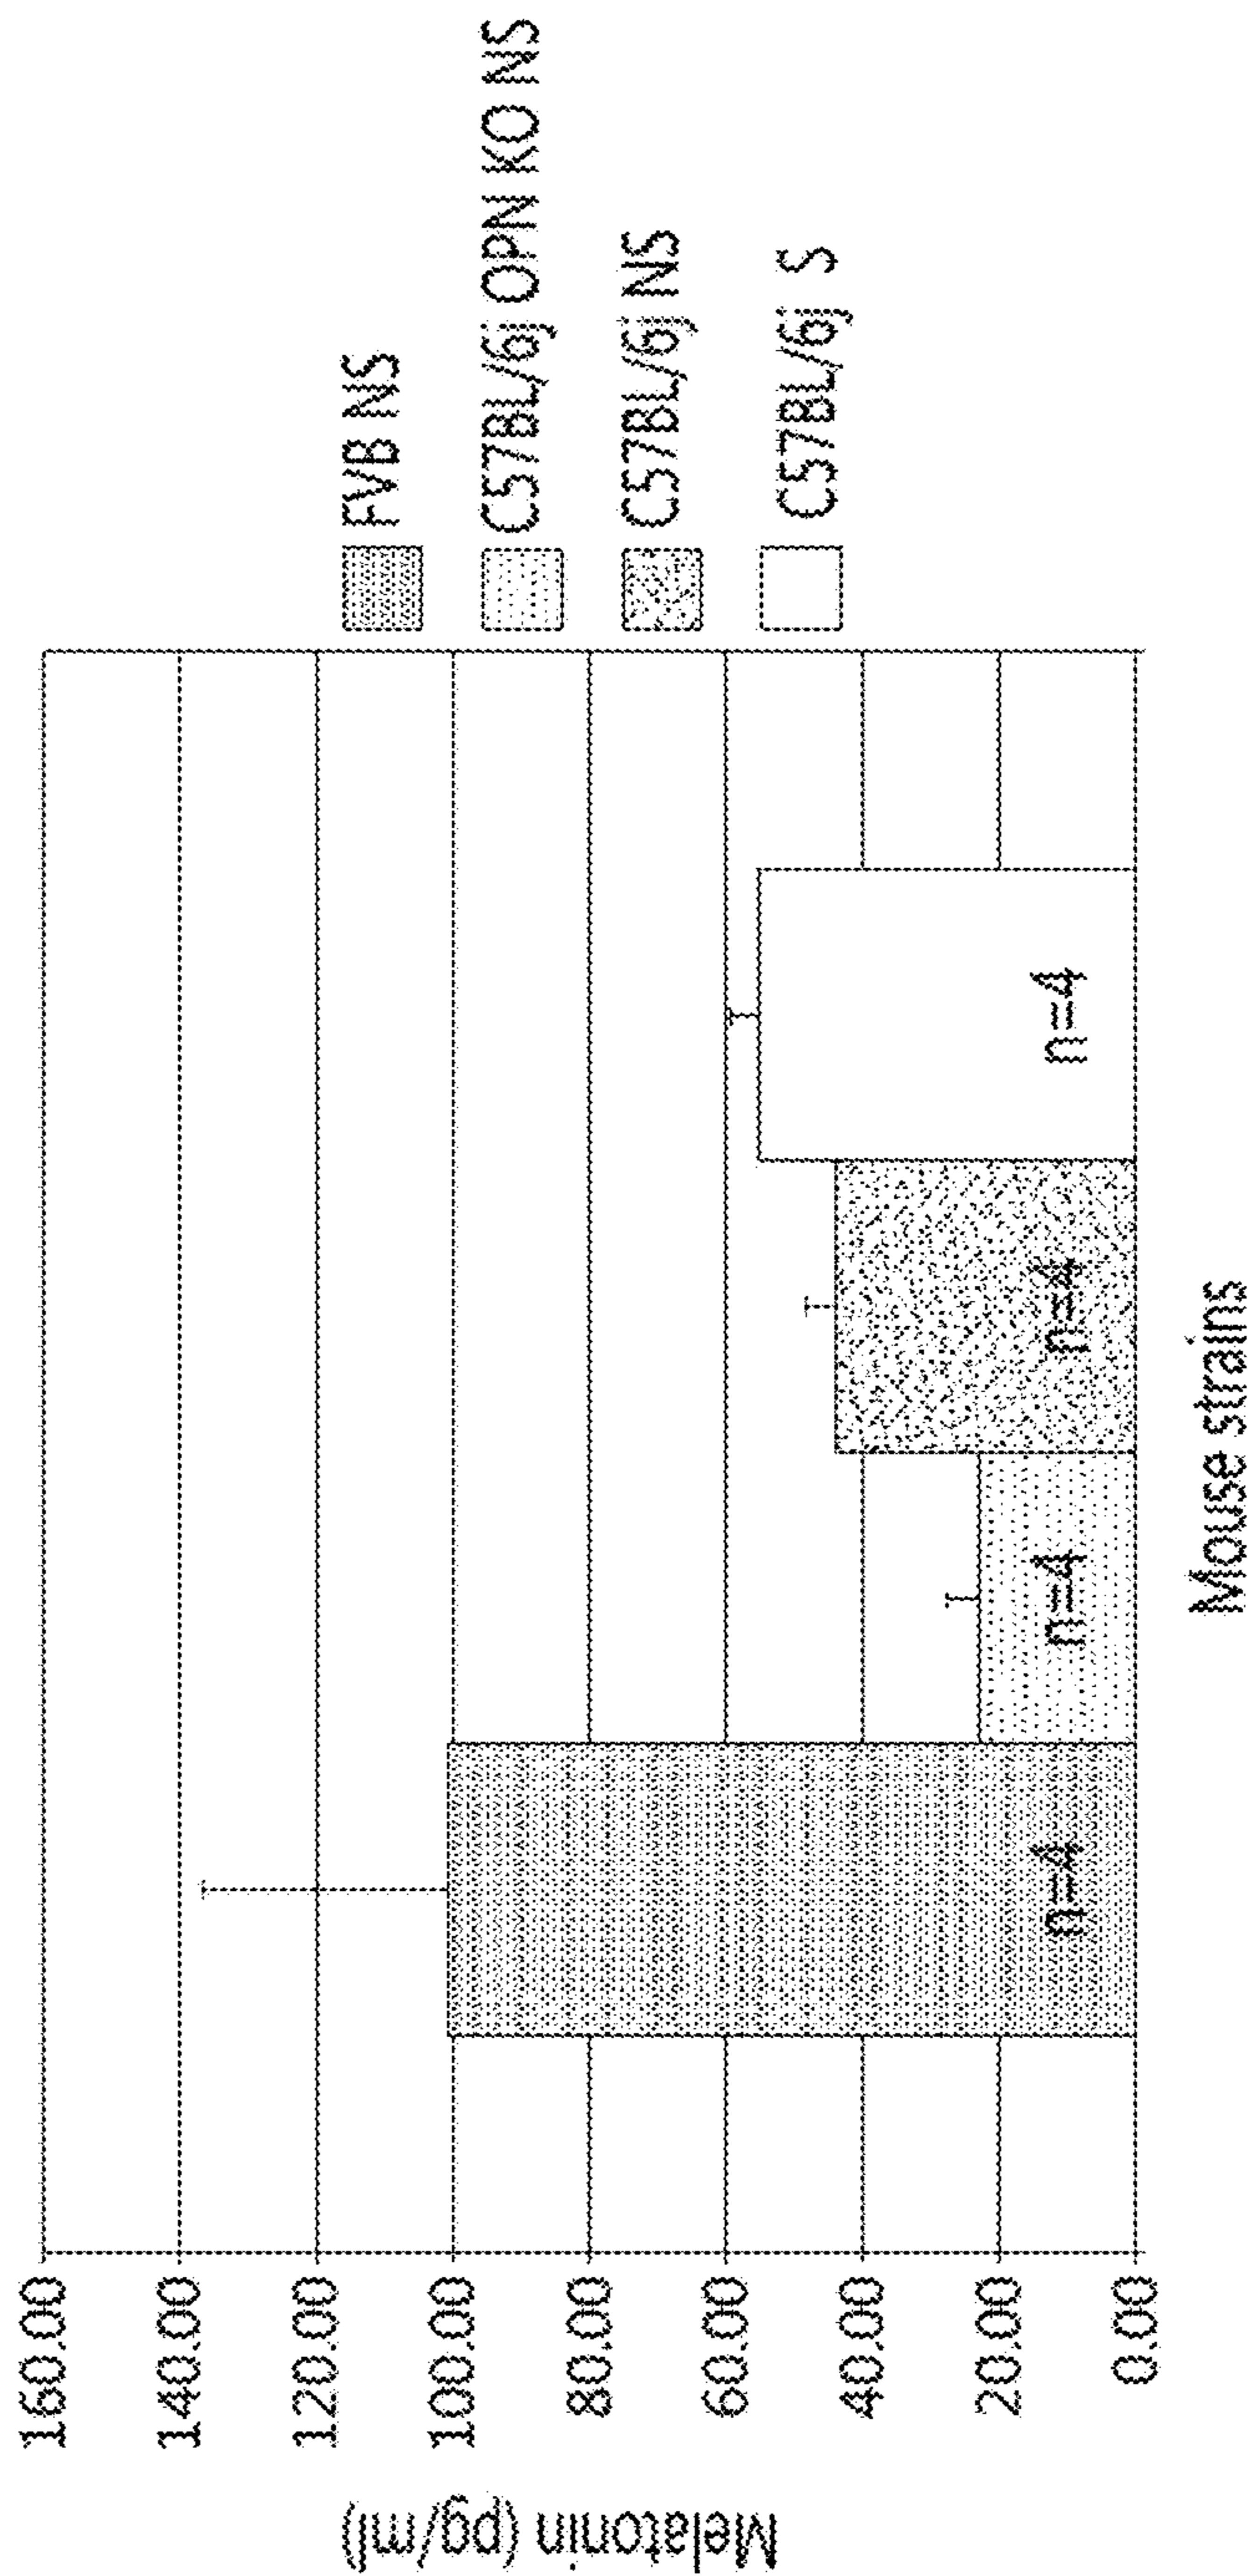 Melatonin (pg/ml)
160.00
140.00
120.00
100.00
80.00
60.00
40.00
20.00
0.00
n=4
n=4
n=4
n=4
Mouse strains
FVB NS
C57BL/6j OPN KO NS
C57BL/6j NS
C57BL/6j S